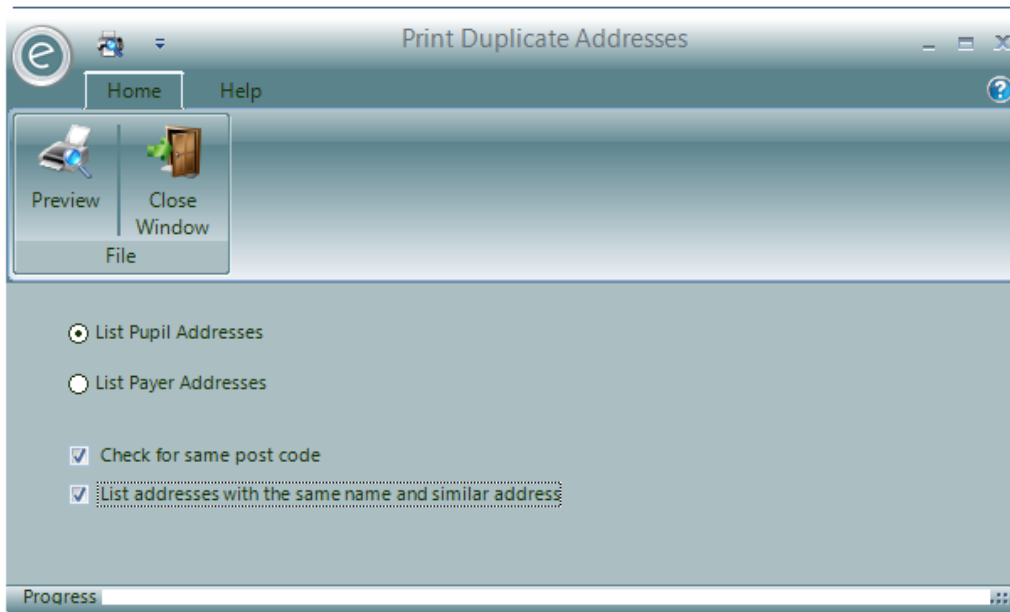 Print Duplicate Addresses
Home Help
Preview
Close
Window
File
List Pupil Addresses
List Payer Addresses
Check for same post code
List addresses with the same name and similar address
Progress